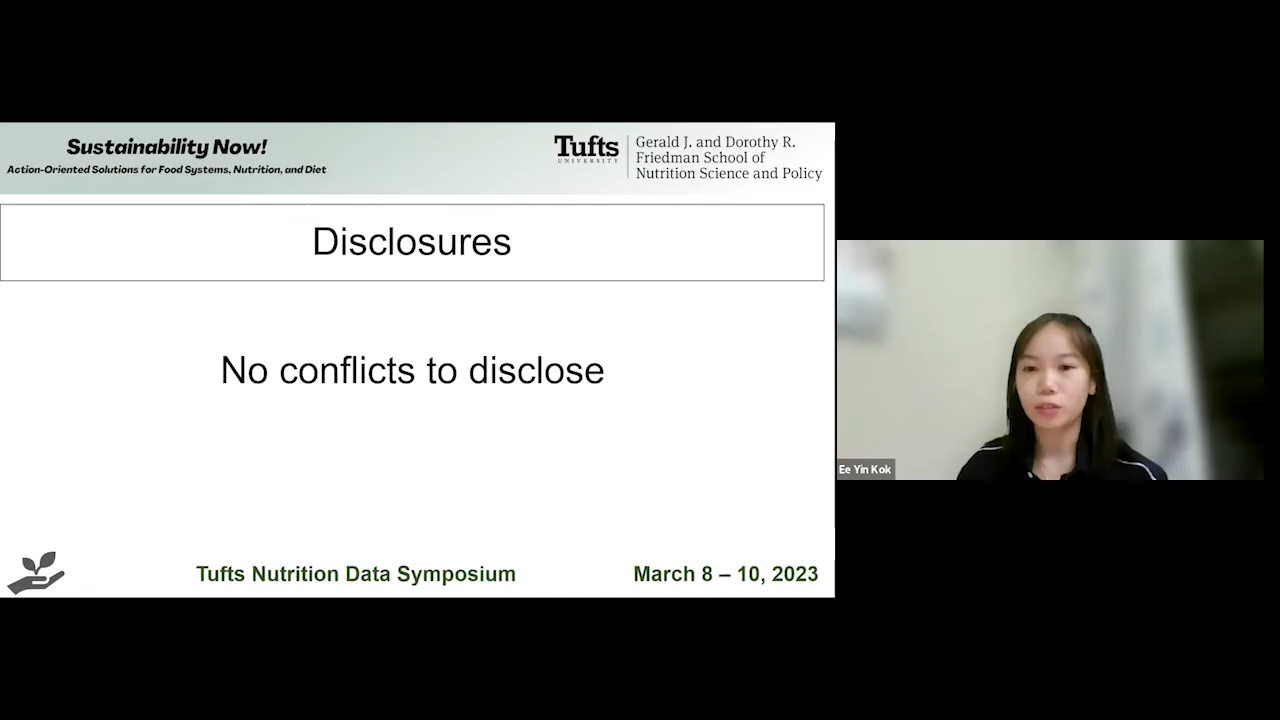 Sustainability Now!
Action-Oriented Solutions for Food Systems, Nutrition, and Diet
Tufts
UNIVERSITY
Gerald J. and Dorothy R.
Friedman School of
Nutrition Science and Policy
Disclosures
No conflicts to disclose
Ee Yin Kok
Tufts Nutrition Data Symposium
March 8 – 10, 2023